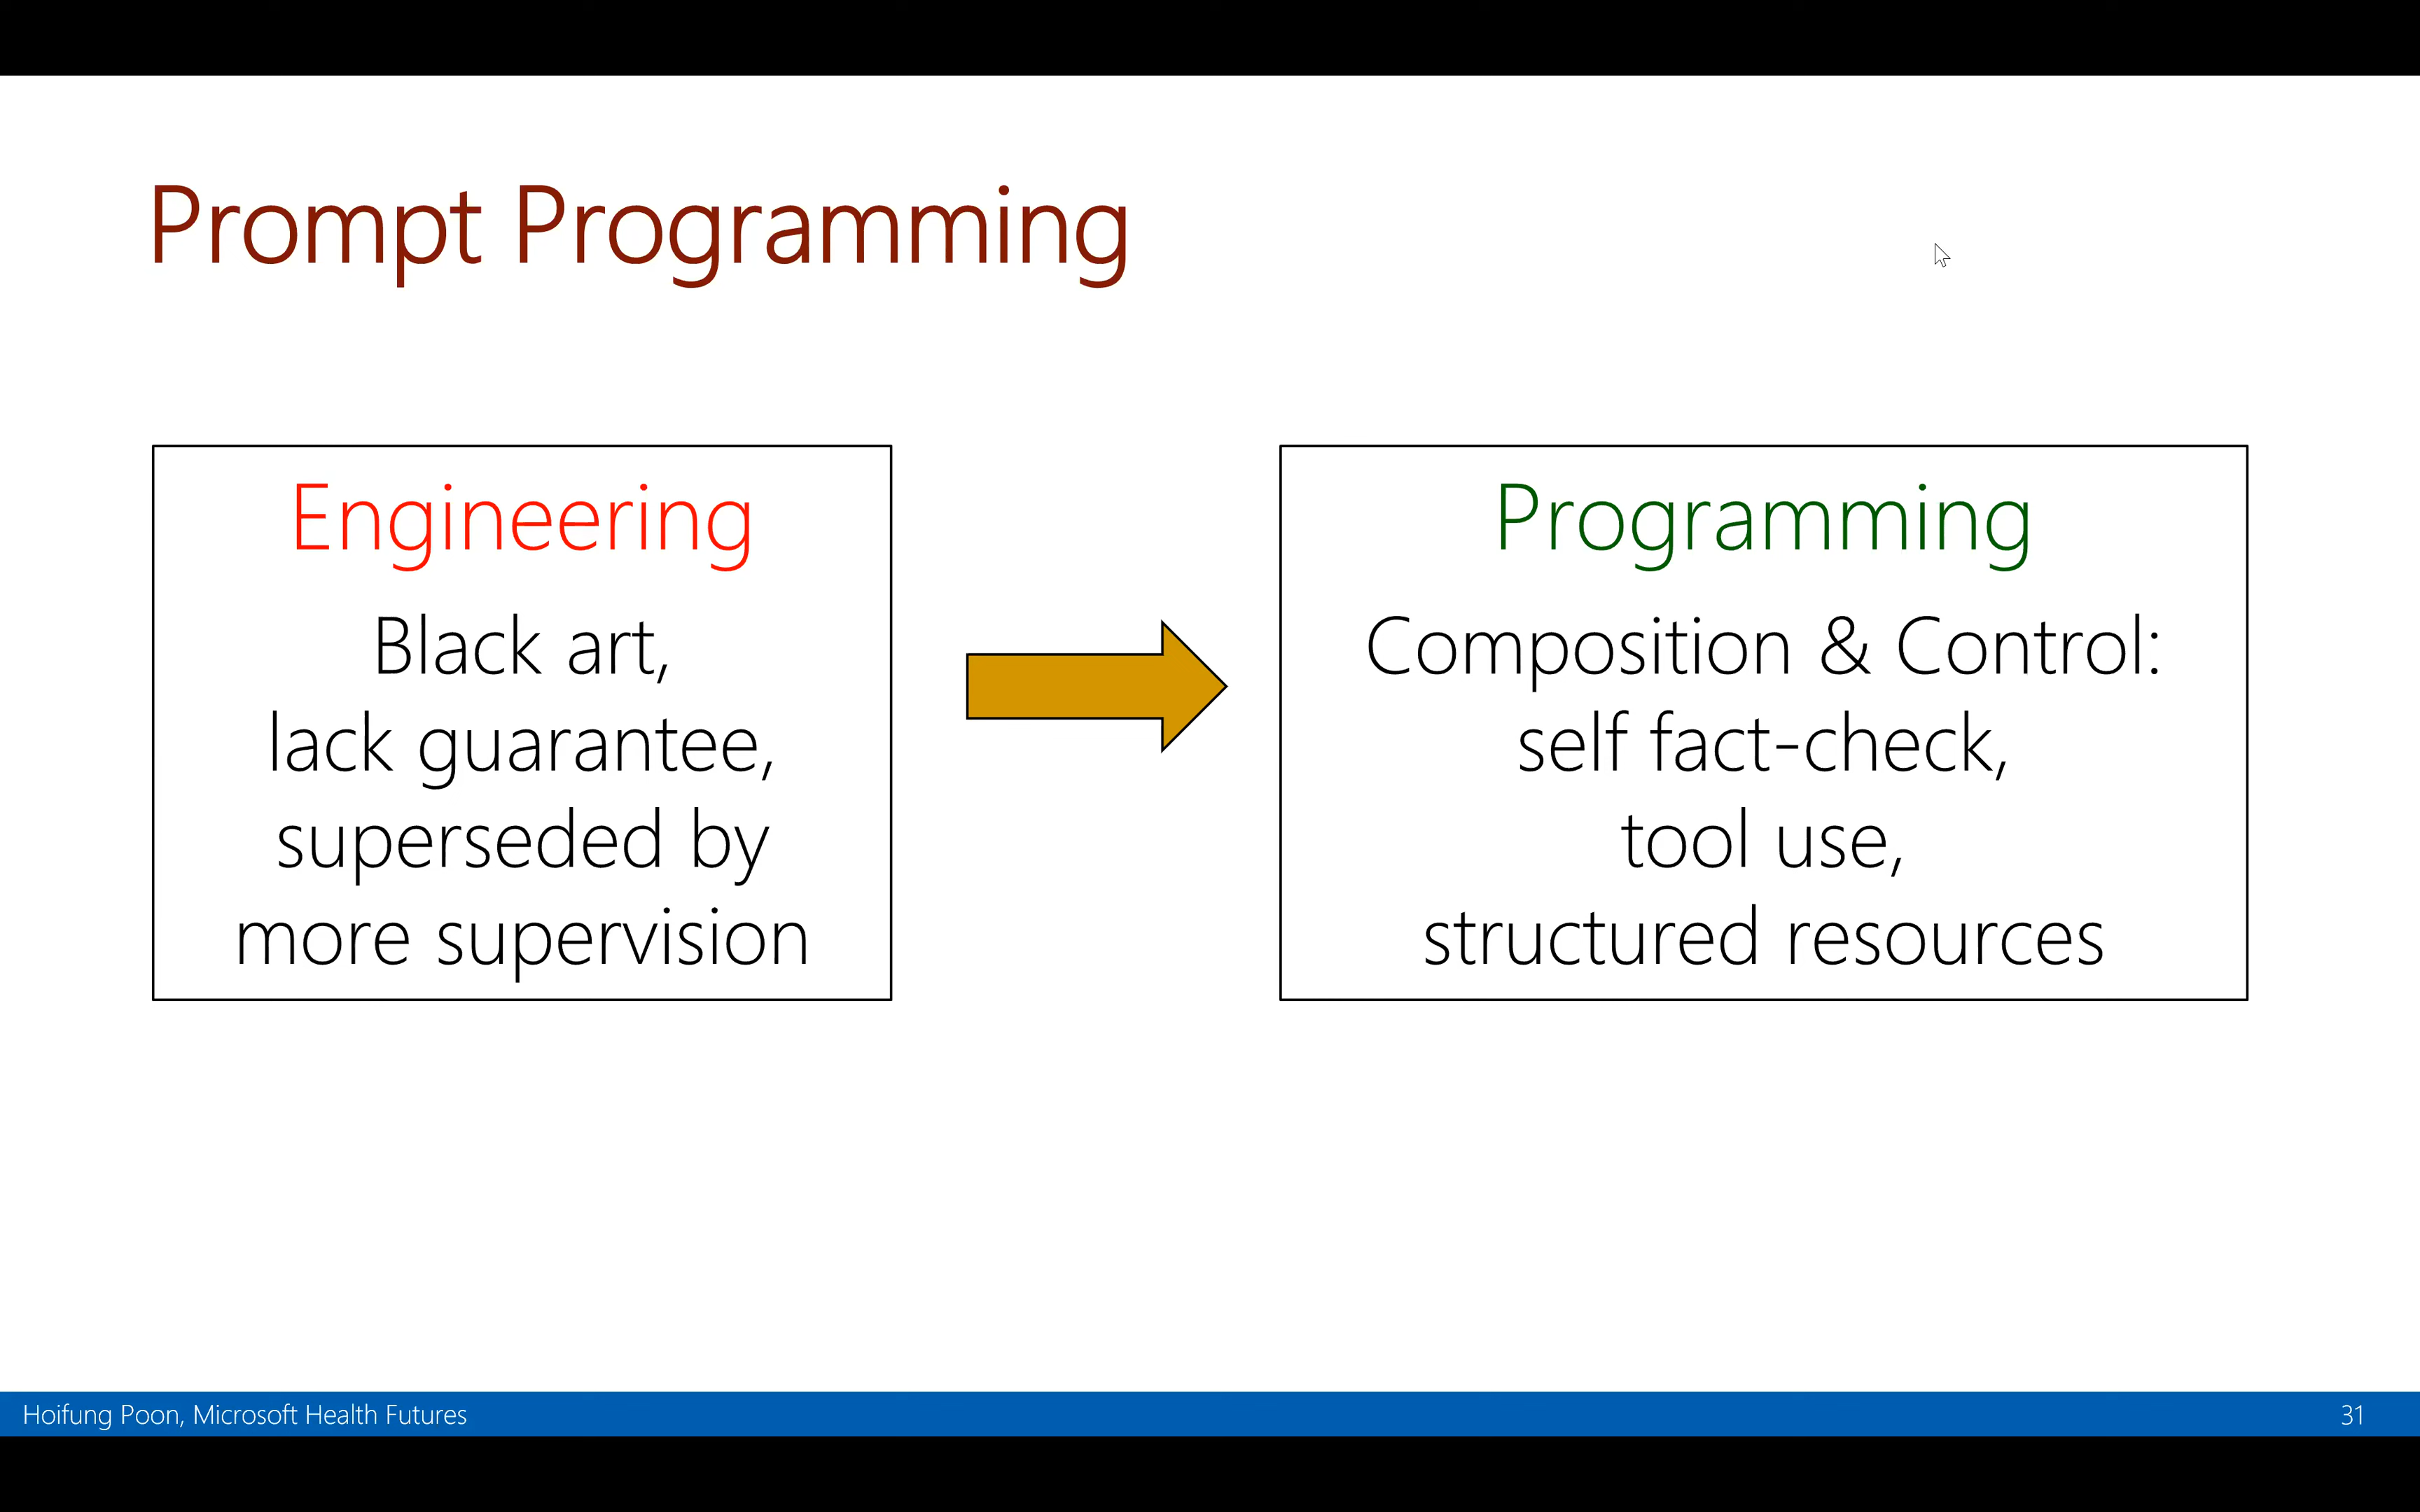 Prompt Programming
Engineering
Black art,
lack guarantee,
superseded by
more supervision
Programming
Composition & Control:
self fact-check,
tool use,
structured resources
Hoifung Poon, Microsoft Health Futures
31